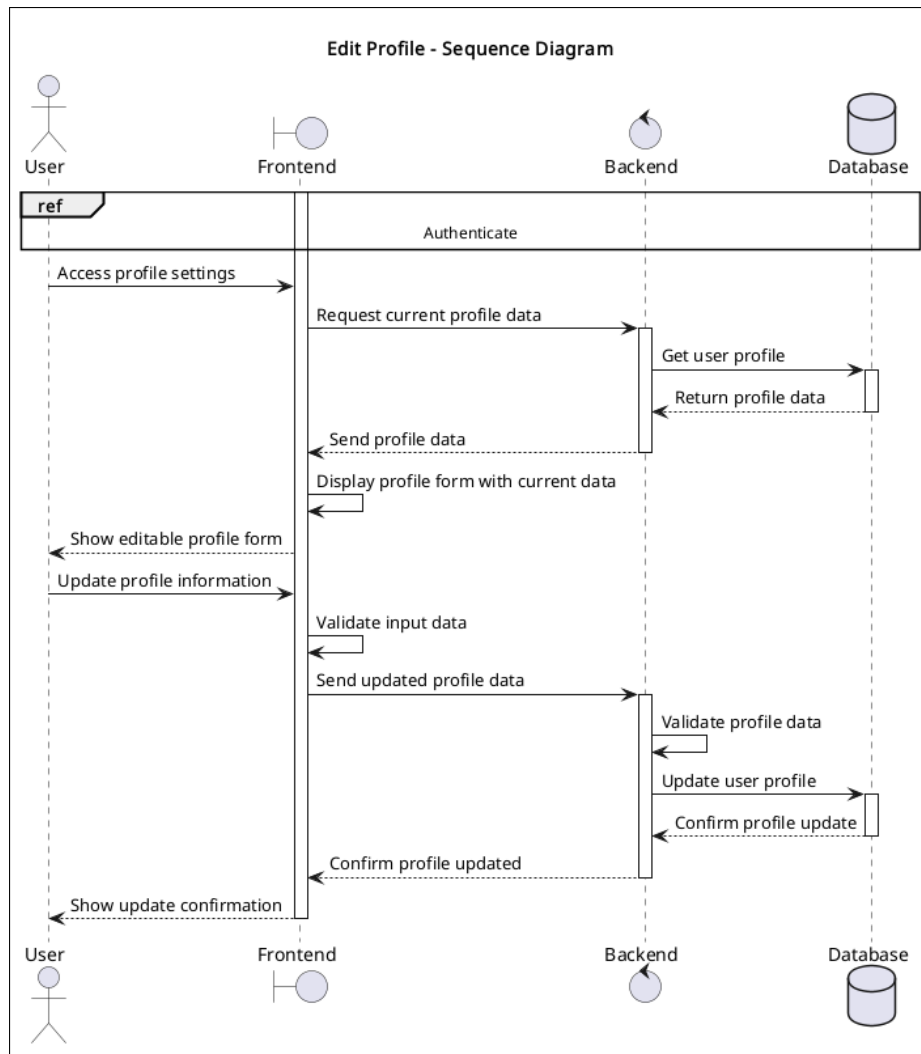 Edit Profile - Sequence Diagram
User Frontend Backend Database
ref
Authenticate
Access profile settings
Request current profile data
Get user profile
Return profile data
Send profile data
Display profile form with current data
Show editable profile form
Update profile information
Validate input data
Send updated profile data
Validate profile data
Update user profile
Confirm profile update
Confirm profile updated
Show update confirmation
User Frontend Backend Database